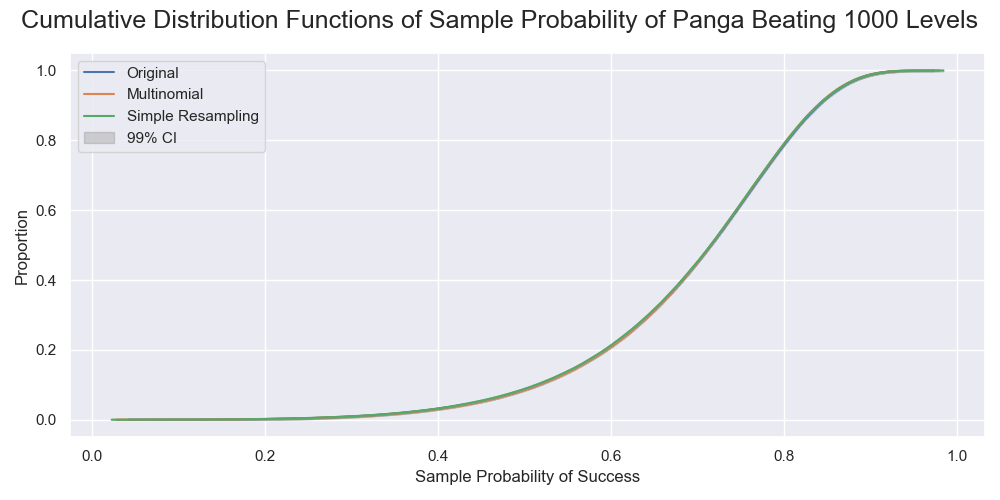 Cumulative Distribution Functions of Sample Probability of Panga Beating 1000 Levels
Original
Multinomial
Simple Resampling
99% CI
Proportion
1.0
0.8
0.6
0.4
0.2
0.0
0.0 0.2 0.4 0.6 0.8 1.0
Sample Probability of Success